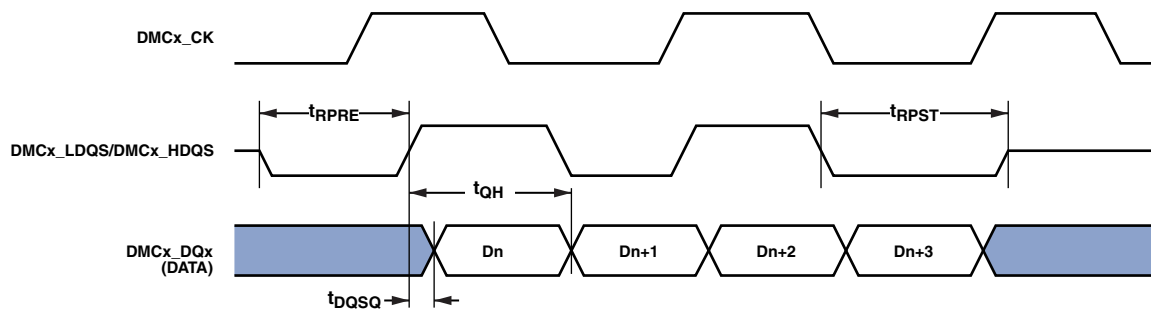 DMCx_CK
tRPRE
tRPST
DMCx_LDQS/DMCx_HDQS
tQH
DMCx_DQx
(DATA)
Dn
Dn+1
Dn+2
Dn+3
tDQSQ